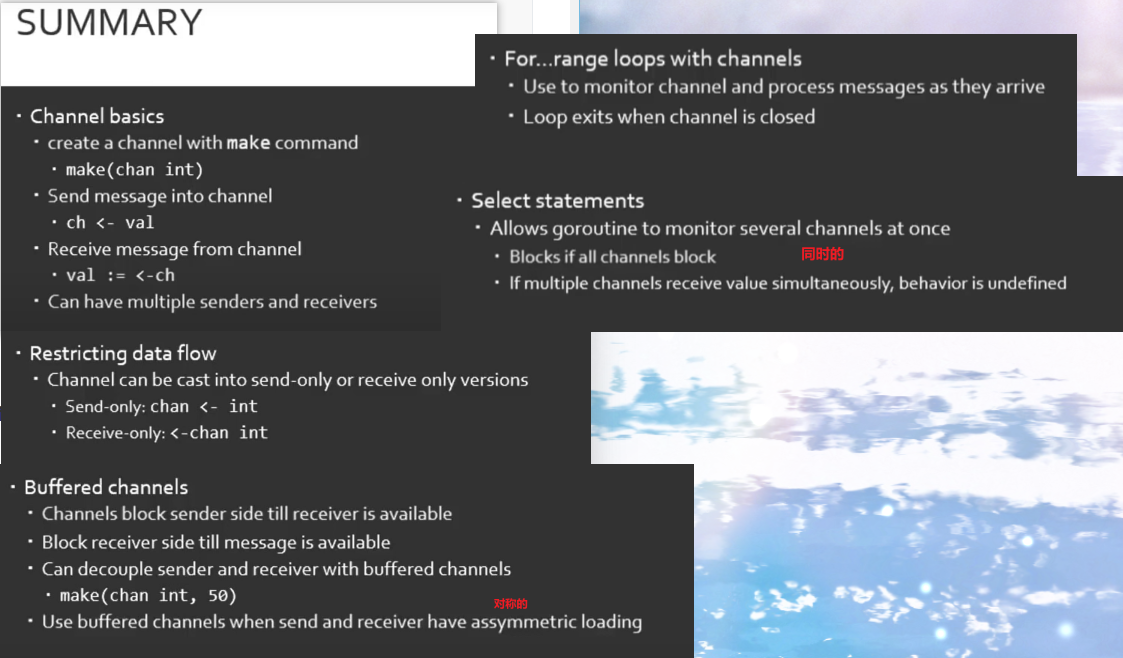 SUMMARY
Channel basics
create a channel with make command
make(chan int)
Send message into channel
ch <- val
Receive message from channel
val := <-ch
Can have multiple senders and receivers
For...range loops with channels
Use to monitor channel and process messages as they arrive
Loop exits when channel is closed
Select statements
Allows goroutine to monitor several channels at once
Blocks if all channels block
同时的
If multiple channels receive value simultaneously, behavior is undefined
Restricting data flow
Channel can be cast into send-only or receive only versions
Send-only: chan <- int
Receive-only: <-chan int
Buffered channels
Channels block sender side till receiver is available
Block receiver side till message is available
Can decouple sender and receiver with buffered channels
make(chan int, 50)
对称的
Use buffered channels when send and receiver have assymmetric loading